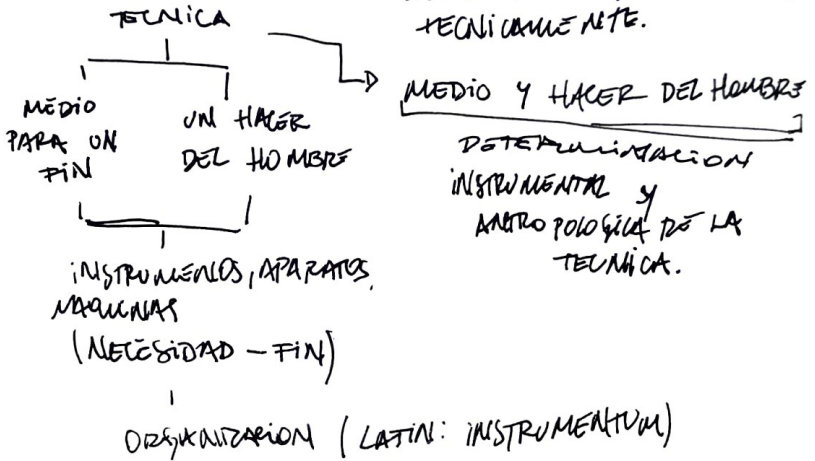 TECNICAMENTE.
TECNICA
MEDIO Y HACER DEL HOMBRE
MEDIO
PARA UN
FIN
UN HACER
DEL HOMBRE
DETERMINACION
INSTRUMENTAL Y
ANTROPOLOGICA DE LA
TECNICA.
INSTRUMENTOS, APARATOS,
MAQUINAS
(NECESIDAD - FIN)
ORGANIZACION (LATIN: INSTRUMENTUM)